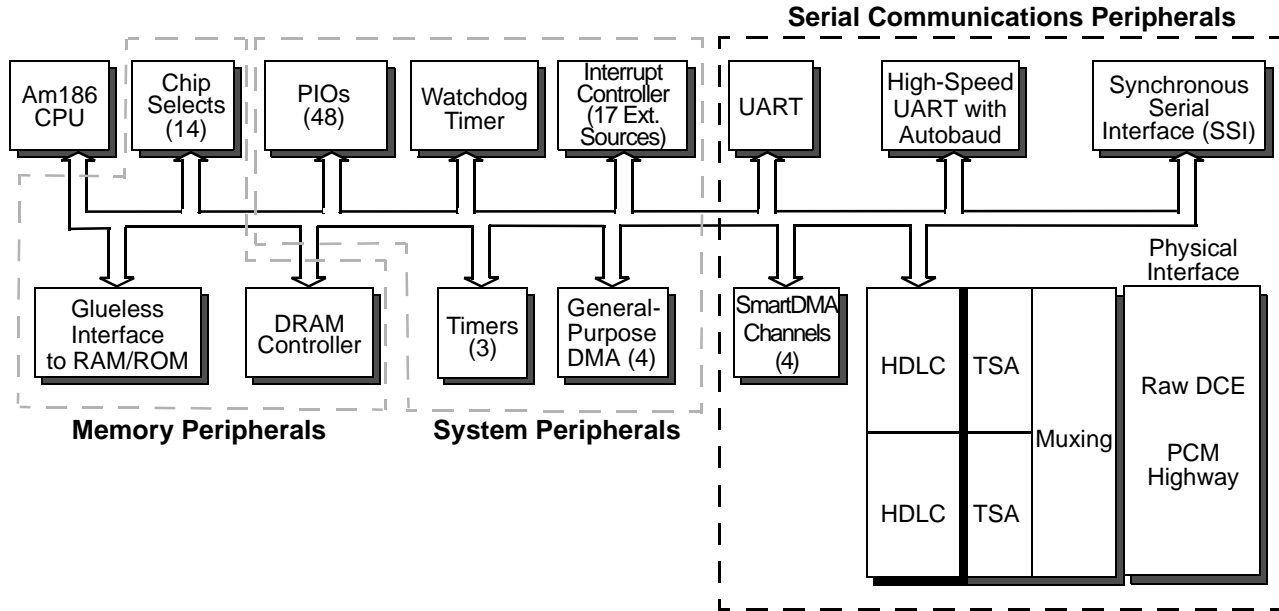 Serial Communications Peripherals
Am186
CPU
Chip
Selects
(14)
PIOs
(48)
Watchdog
Timer
Interrupt
Controller
(17 Ext.
Sources)
UART
High-Speed
UART with
Autobaud
Synchronous
Serial
Interface (SSI)
Glueless
Interface
to RAM/ROM
DRAM
Controller
Timers
(3)
General-
Purpose
DMA (4)
SmartDMA
Channels
(4)
HDLC
TSA
HDLC
TSA
Muxing
Physical
Interface
Raw DCE
PCM
Highway
Memory Peripherals
System Peripherals